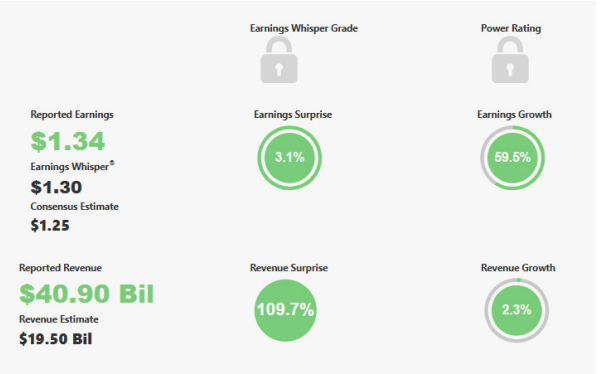 Earnings Whisper Grade
Power Rating
Reported Earnings
$1.34
Earnings Whisper®
$1.30
Consensus Estimate
$1.25
Earnings Surprise
3.1%
Earnings Growth
59.5%
Reported Revenue
$40.90 Bil
Revenue Estimate
$19.50 Bil
Revenue Surprise
109.7%
Revenue Growth
2.3%